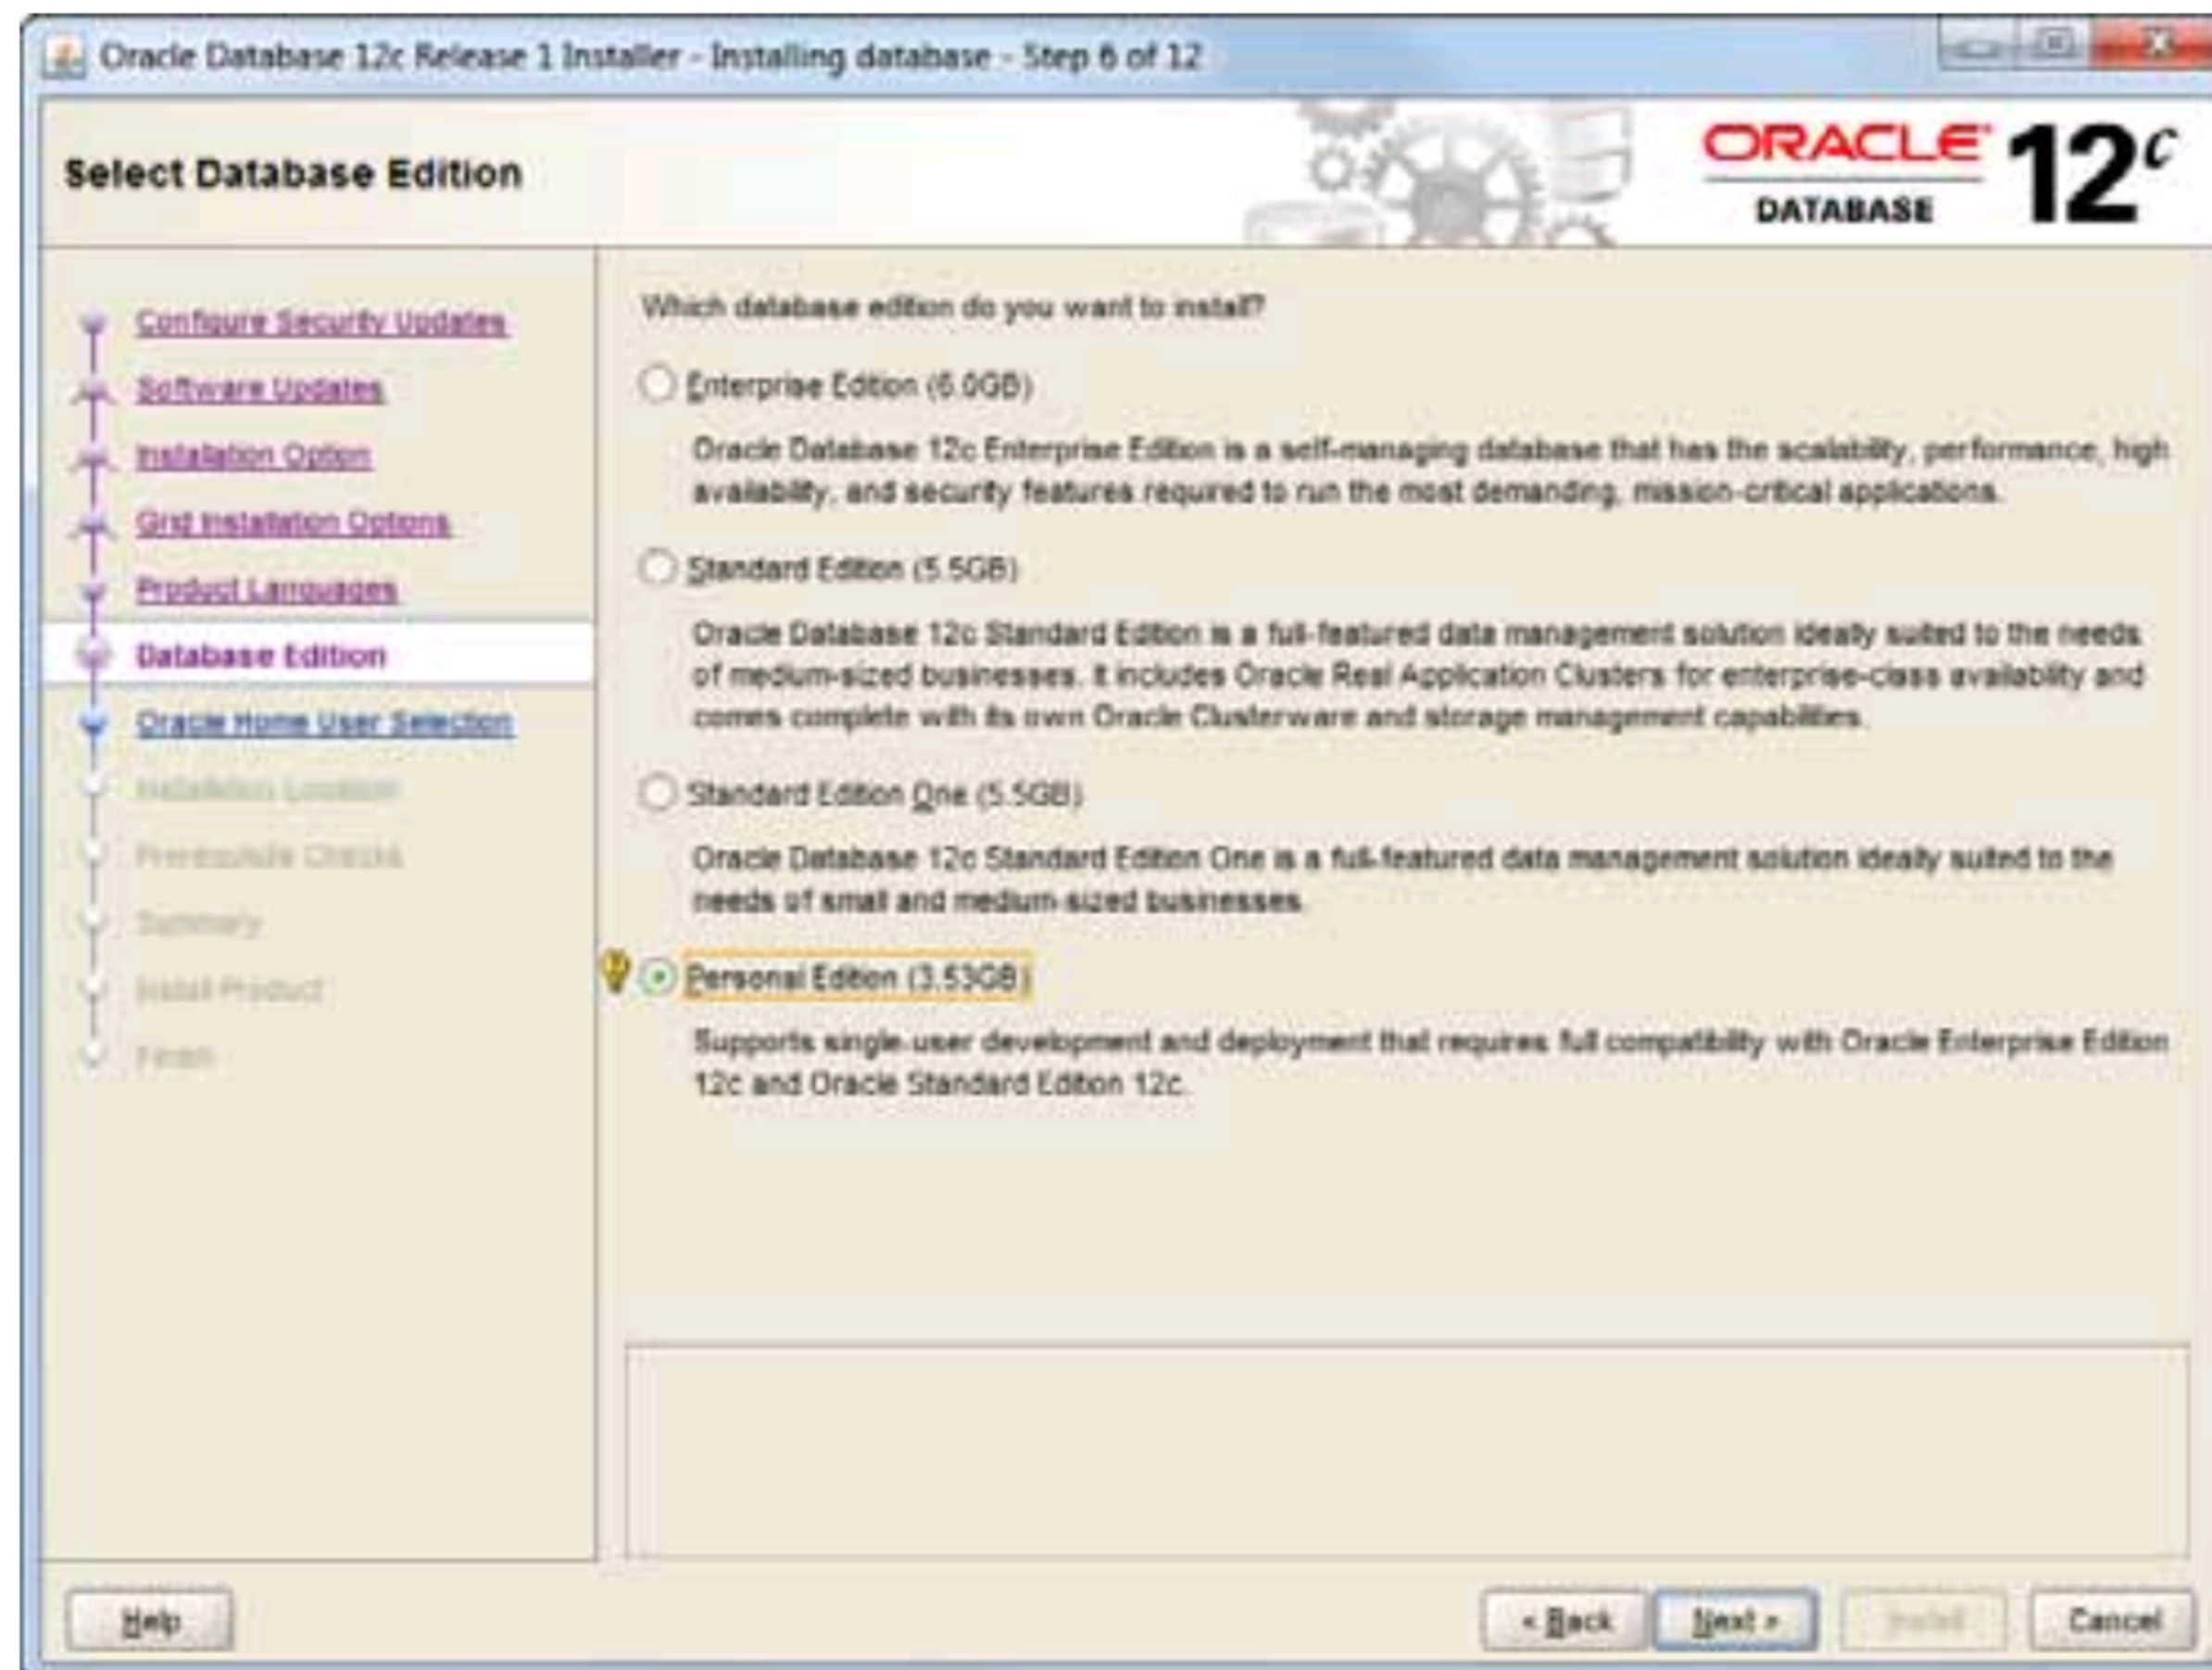 Oracle Database 12c Release 1 Installer - Installing database - Step 6 of 12
Select Database Edition
ORACLE
DATABASE
12c
Configure Security Updates
Software Updates
Installation Option
Grid Installation Options
Product Languages
Database Edition
Oracle Home User Selection
Installation Location
Prerequisite Checks
Summary
Install Product
Finish
Which database edition do you want to install?
Enterprise Edition (6.0GB)
Oracle Database 12c Enterprise Edition is a self-managing database that has the scalability, performance, high
availability, and security features required to run the most demanding, mission-critical applications.
Standard Edition (5.5GB)
Oracle Database 12c Standard Edition is a full-featured data management solution ideally suited to the needs
of medium-sized businesses. It includes Oracle Real Application Clusters for enterprise-class availability and
comes complete with its own Oracle Clusterware and storage management capabilities.
Standard Edition One (5.5GB)
Oracle Database 12c Standard Edition One is a full-featured data management solution ideally suited to the
needs of small and medium-sized businesses.
Personal Edition (3.53GB)
Supports single-user development and deployment that requires full compatibility with Oracle Enterprise Edition
12c and Oracle Standard Edition 12c.
Help
< Back
Next >
Install
Cancel